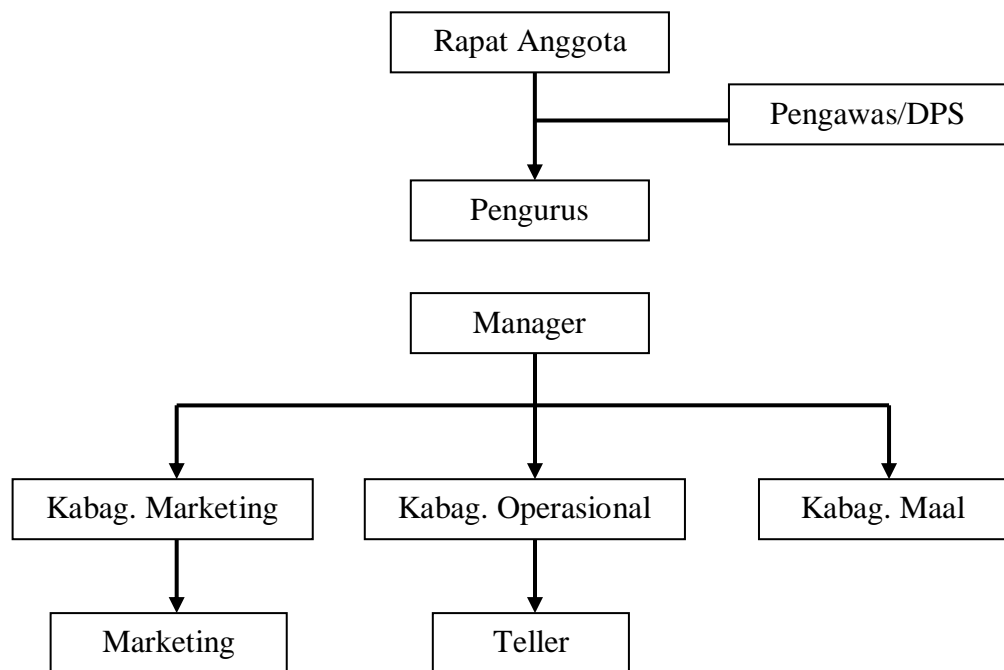 Rapat Anggota
Pengawas/DPS
Pengurus
Manager
Kabag. Marketing
Kabag. Operasional
Kabag. Maal
Marketing
Teller